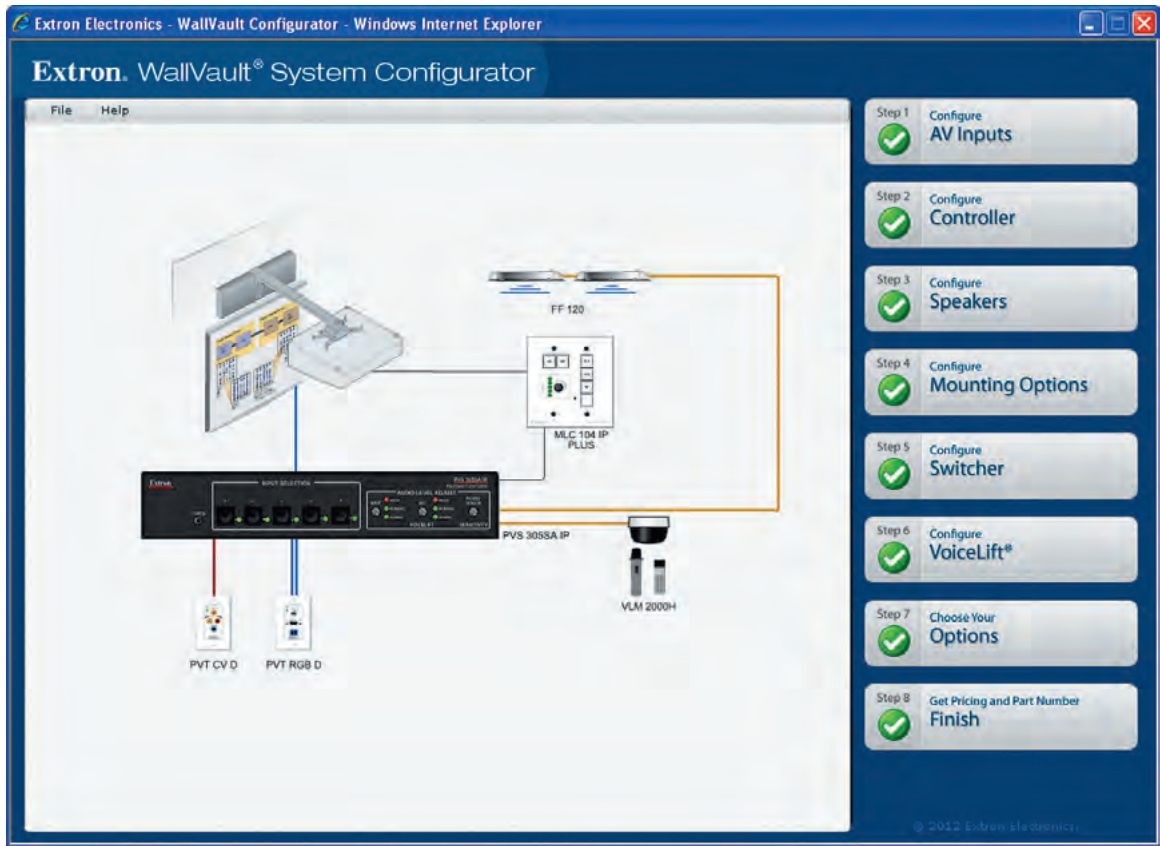 Extron Electronics - WallVault Configurator - Windows Internet Explorer
Extron. WallVault® System Configurator
File Help
FF 120
MLC 104 IP
PLUS
Extron
INPUT SELECTION
AUDIO LEVEL ADJUST
PVS 305SA IP
PVT CV D
PVT RGB D
VLM 2000H
Step 1
Configure
AV Inputs
Step 2
Configure
Controller
Step 3
Configure
Speakers
Step 4
Configure
Mounting Options
Step 5
Configure
Switcher
Step 6
Configure
VoiceLift®
Step 7
Choose Your
Options
Step 8
Get Pricing and Part Number
Finish
© 2012 Extron Electronics.